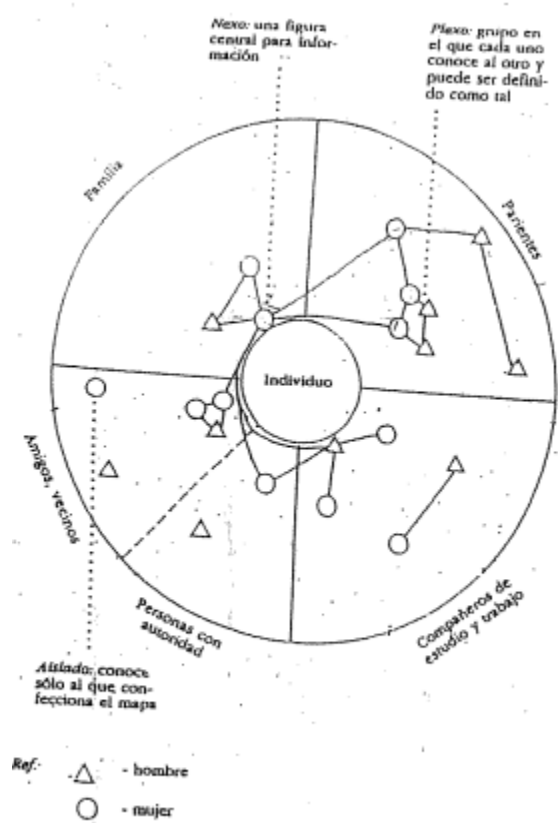 Nexo: una figura
central para infor-
mación
Plexo: grupo en
el que cada uno
conoce al otro y
puede ser defini-
do como tal
Familia
Parientes
Individuo
Amigos, vecinos
Personas con
autoridad
Compañeros de
estudio y trabajo
Aislado: conoce
sólo al que con-
fecciona el mapa
Ref.:
- hombre
- mujer